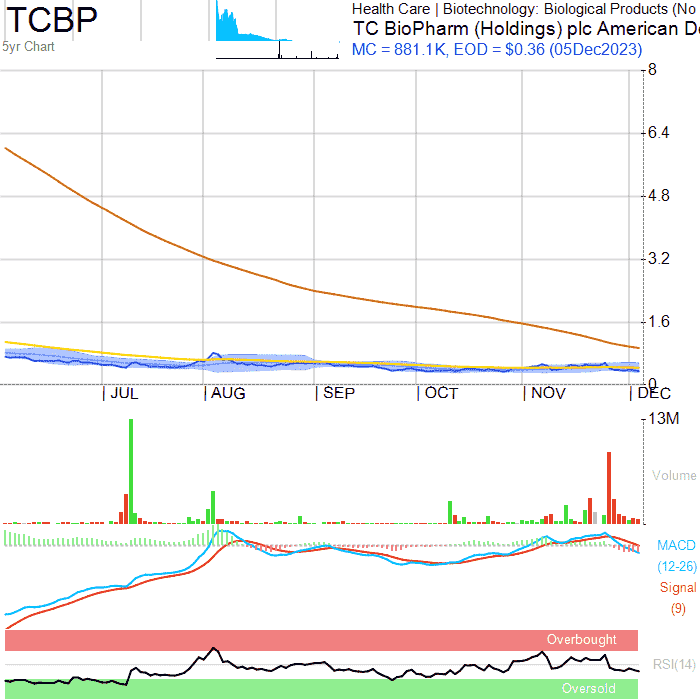 TCBP
5yr Chart
Health Care | Biotechnology: Biological Products (No
TC BioPharm (Holdings) plc American De
MC = 881.1K, EOD = $0.36 (05Dec2023)
8
6.4
4.8
3.2
1.6
0
JUL
AUG
SEP
OCT
NOV
DEC
13M
Volume
MACD
(12-26)
Signal
(9)
Overbought
RSI(14)
Oversold